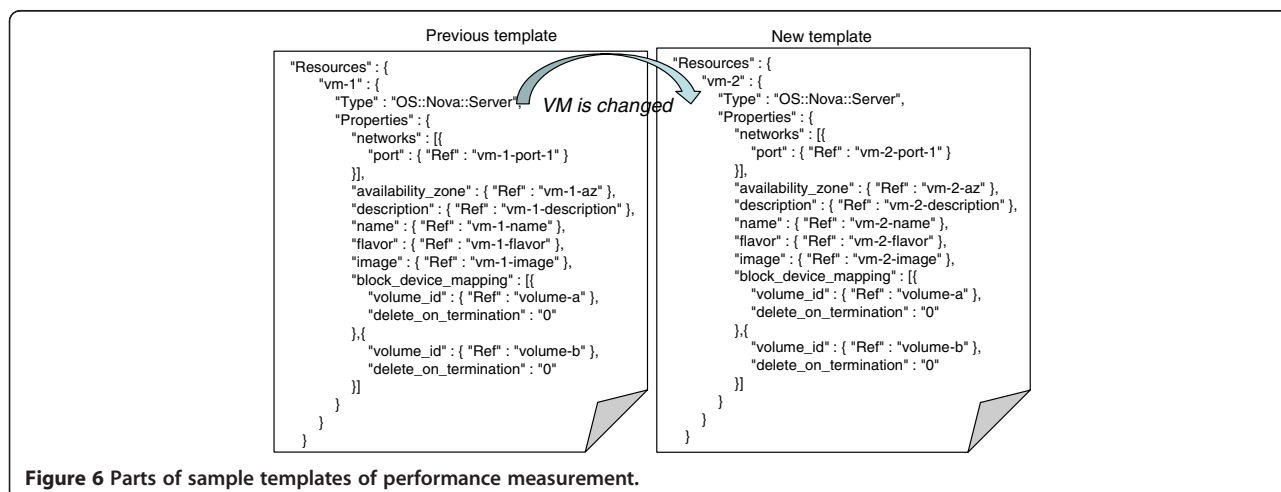 Previous template
"Resources" : {
"vm-1" : {
"Type" : "OS::Nova::Server",
"Properties" : {
"networks" : [{
"port" : { "Ref" : "vm-1-port-1" }
}],
"availability_zone" : { "Ref" : "vm-1-az" },
"description" : { "Ref" : "vm-1-description" },
"name" : { "Ref" : "vm-1-name" },
"flavor" : { "Ref" : "vm-1-flavor" },
"image" : { "Ref" : "vm-1-image" },
"block_device_mapping" : [{
"volume_id" : { "Ref" : "volume-a" },
"delete_on_termination" : "0"
},{
"volume_id" : { "Ref" : "volume-b" },
"delete_on_termination" : "0"
}]
}
}
}
VM is changed
New template
"Resources" : {
"vm-2" : {
"Type" : "OS::Nova::Server",
"Properties" : {
"networks" : [{
"port" : { "Ref" : "vm-2-port-1" }
}],
"availability_zone" : { "Ref" : "vm-2-az" },
"description" : { "Ref" : "vm-2-description" },
"name" : { "Ref" : "vm-2-name" },
"flavor" : { "Ref" : "vm-2-flavor" },
"image" : { "Ref" : "vm-2-image" },
"block_device_mapping" : [{
"volume_id" : { "Ref" : "volume-a" },
"delete_on_termination" : "0"
},{
"volume_id" : { "Ref" : "volume-b" },
"delete_on_termination" : "0"
}]
}
}
}
Figure 6 Parts of sample templates of performance measurement.